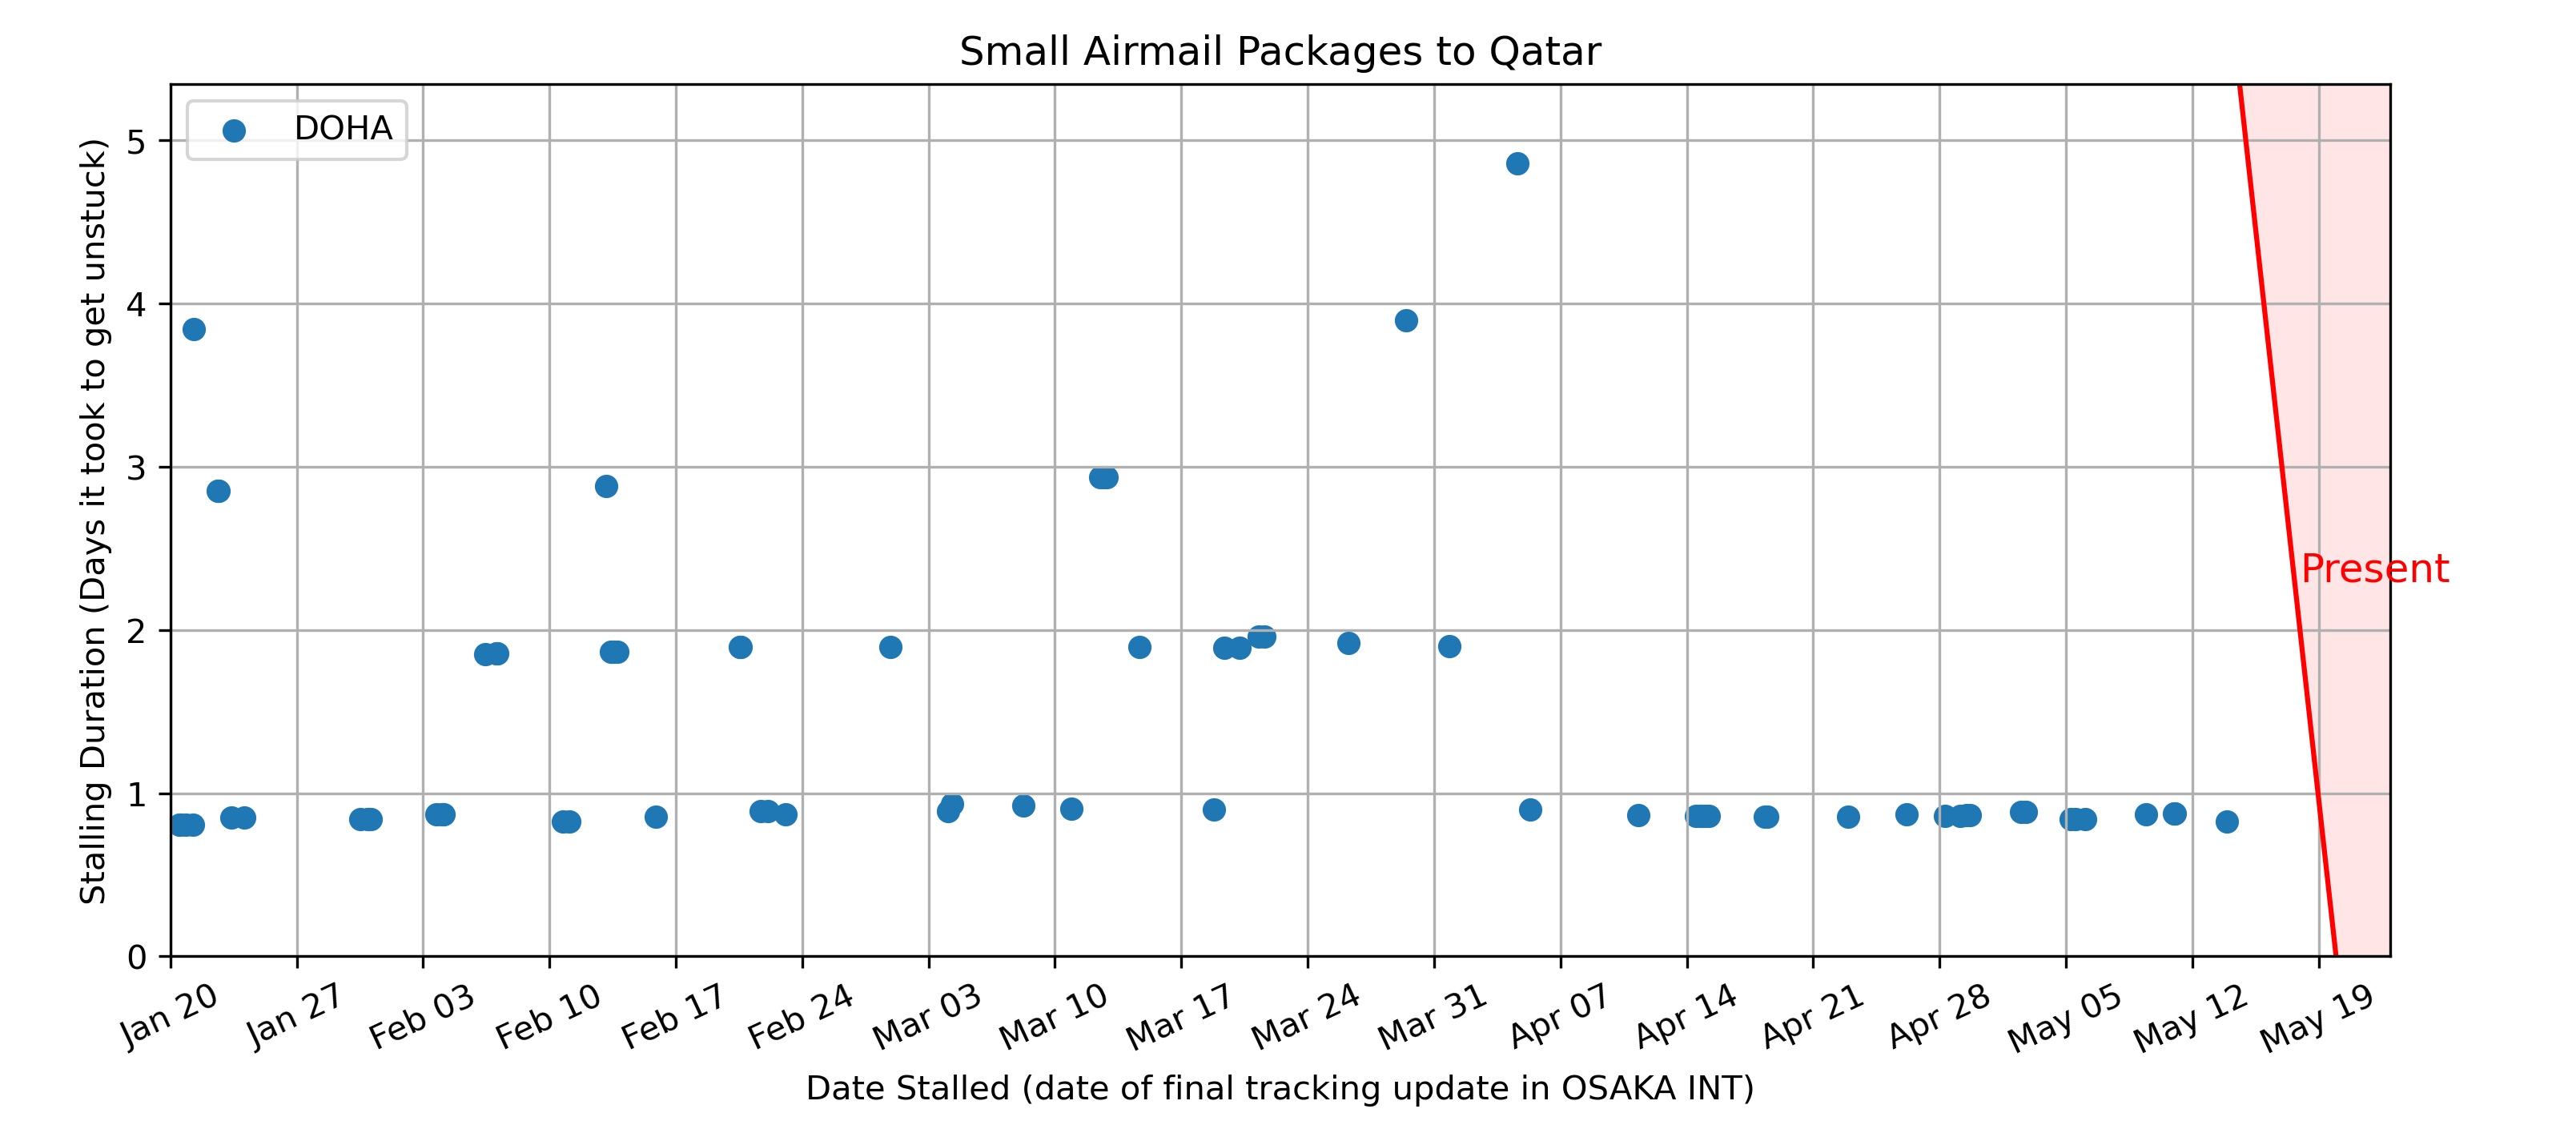 Small Airmail Packages to Qatar
DOHA
Stalling Duration (Days it took to get unstuck)
5
4
3
2
1
0
Present
Jan 20 Jan 27 Feb 03 Feb 10 Feb 17 Feb 24 Mar 03 Mar 10 Mar 17 Mar 24 Mar 31 Apr 07 Apr 14 Apr 21 Apr 28 May 05 May 12 May 19
Date Stalled (date of final tracking update in OSAKA INT)